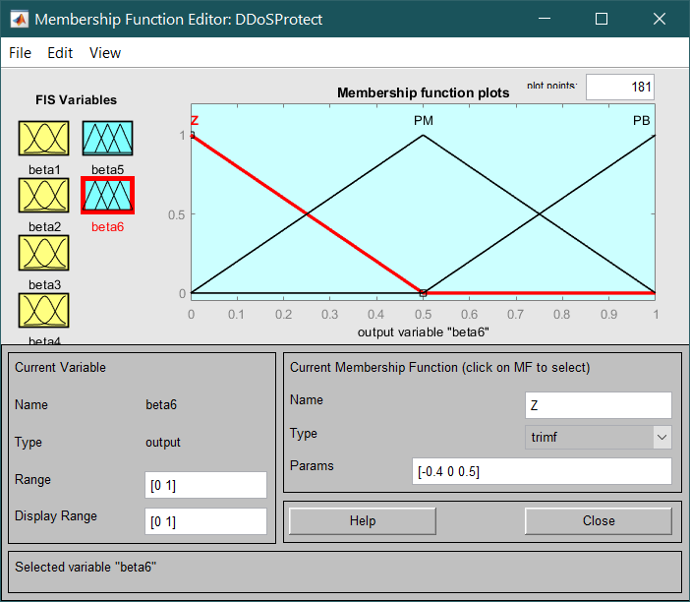 Membership Function Editor: DDoSProtect
File Edit View
FIS Variables
beta1
beta2
beta3
beta4
beta5
beta6
Membership function plots
plot points:
181
Z
PM
PB
1
0.5
0
0 0.1 0.2 0.3 0.4 0.5 0.6 0.7 0.8 0.9 1
output variable "beta6"
Current Variable
Name beta6
Type output
Range [0 1]
Display Range [0 1]
Current Membership Function (click on MF to select)
Name Z
Type trimf
Params [-0.4 0 0.5]
Help Close
Selected variable "beta6"